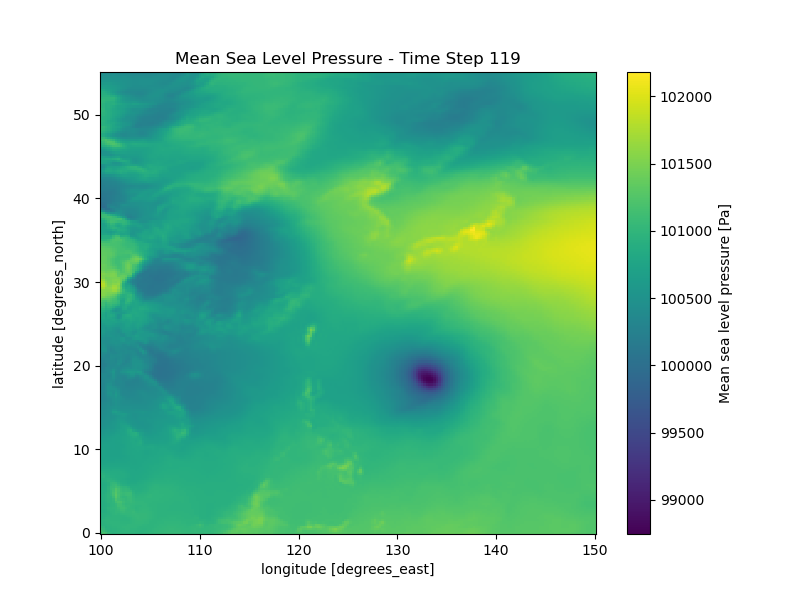 Mean Sea Level Pressure - Time Step 119
50
40
30
20
10
0
100 110 120 130 140 150
latitude [degrees_north]
longitude [degrees_east]
102000
101500
101000
100500
100000
99500
99000
Mean sea level pressure [Pa]